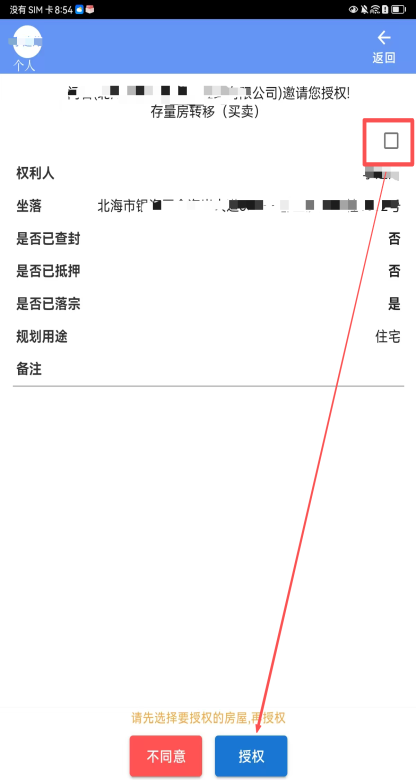 没有 SIM 卡 8:54
个人
返回
限公司)邀请您授权!
存量房转移（买卖）
权利人
坐落 北海市银
是否已查封 否
是否已抵押 否
是否已落宗 是
规划用途 住宅
备注
请先选择要授权的房屋,再授权
不同意 授权